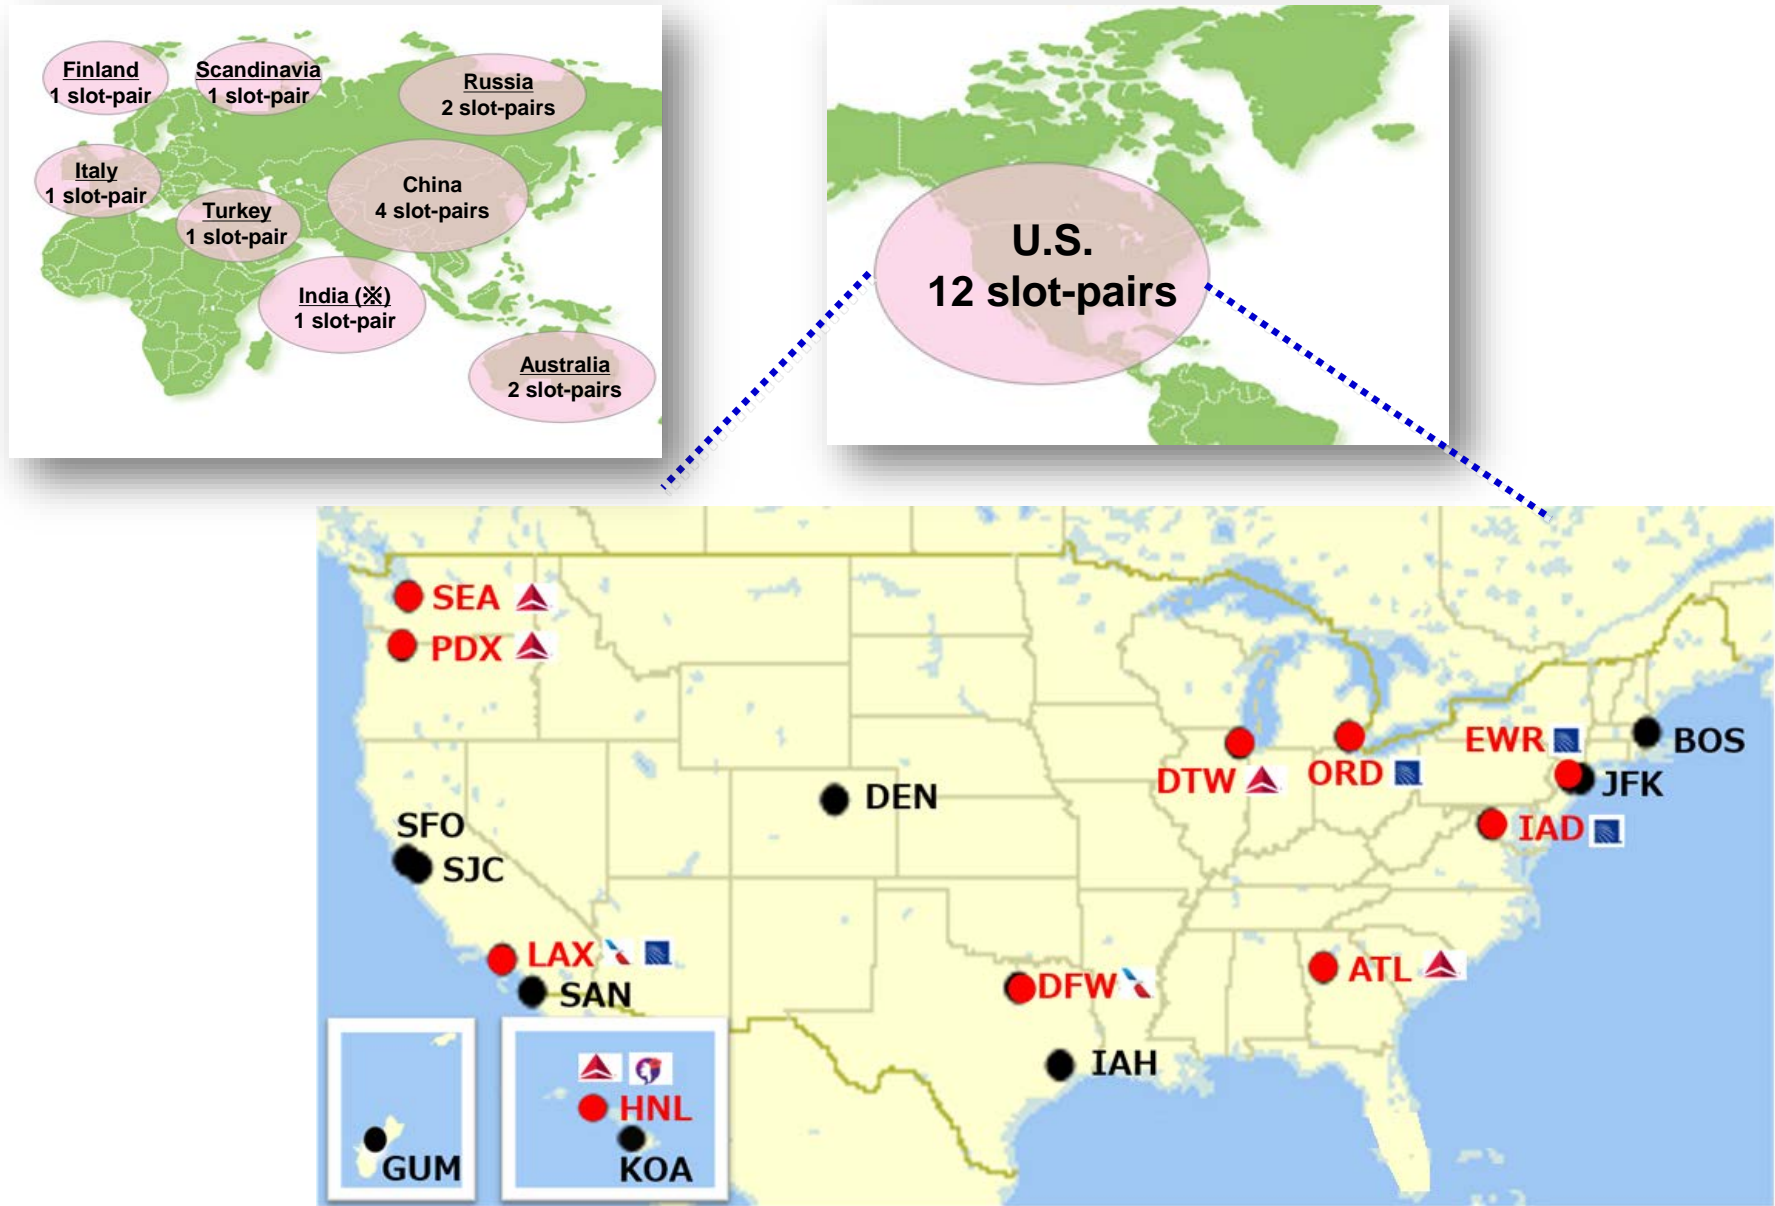 Finland
1 slot-pair
Scandinavia
1 slot-pair
Russia
2 slot-pairs
Italy
1 slot-pair
Turkey
1 slot-pair
China
4 slot-pairs
India (※)
1 slot-pair
Australia
2 slot-pairs
U.S.
12 slot-pairs
SEA
PDX
EWR
BOS
DTW
ORD
JFK
DEN
IAD
SFO
SJC
LAX
SAN
DFW
ATL
IAH
HNL
GUM
KOA